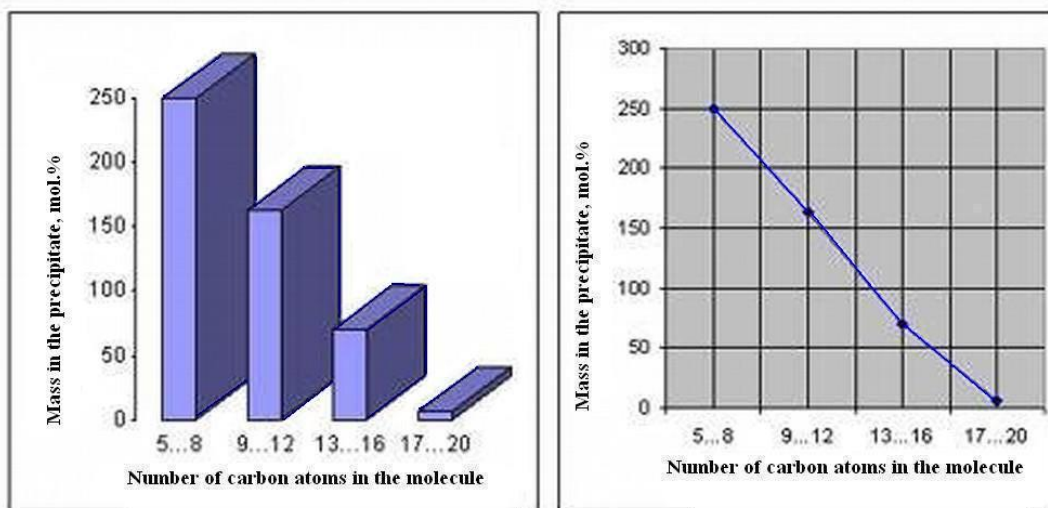 250
200
150
100
50
0
Mass in the precipitate, mol.%
5...8 9...12 13...16 17...20
Number of carbon atoms in the molecule
300
250
200
150
100
50
0
Mass in the precipitate, mol.%
5...8 9...12 13...16 17...20
Number of carbon atoms in the molecule